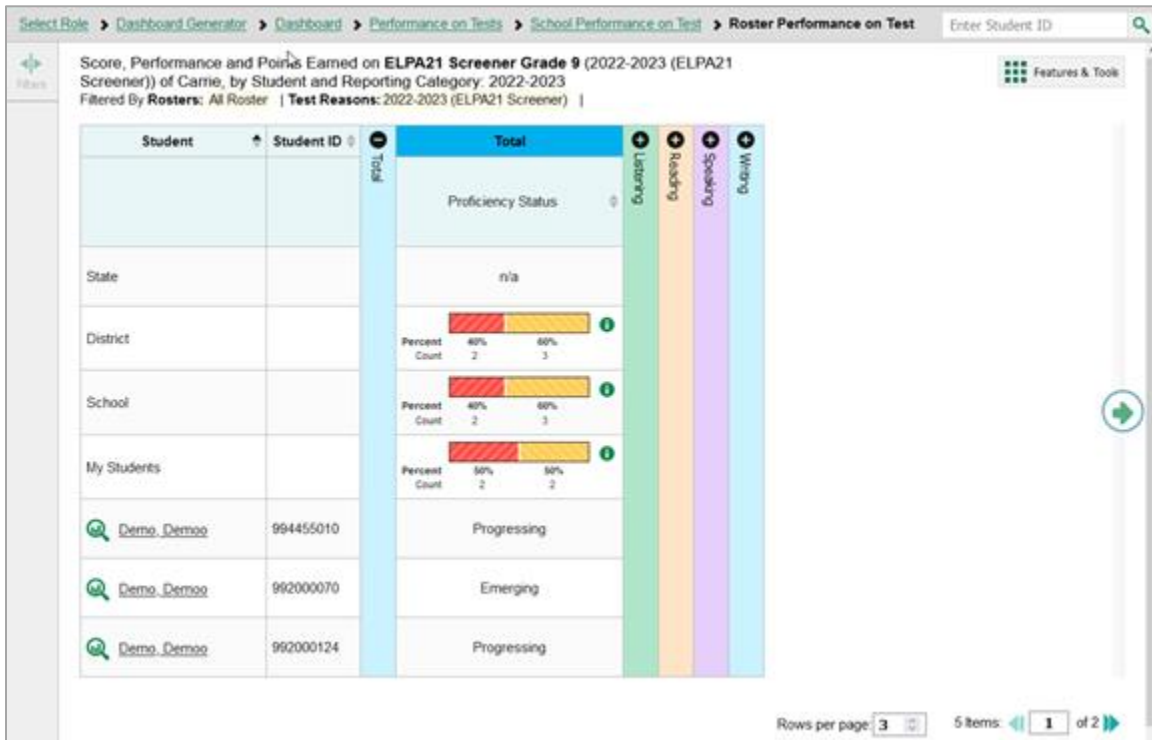 Select Role > Dashboard Generator > Dashboard > Performance on Tests > School Performance on Test > Roster Performance on Test
Enter Student ID
Filters
Score, Performance and Points Earned on ELPA21 Screener Grade 9 (2022-2023 (ELPA21
Screener)) of Carrie, by Student and Reporting Category: 2022-2023
Filtered By Rosters: All Roster | Test Reasons: 2022-2023 (ELPA21 Screener) |
Features & Tools
Student Student ID Total Total Listening Reading Speaking Writing
Proficiency Status
State n/a
District
Percent 40% 60%
Count 2 3
School
Percent 40% 60%
Count 2 3
My Students
Percent 50% 50%
Count 2 2
Demo, Demoo 994455010 Progressing
Demo, Demoo 992000070 Emerging
Demo, Demoo 992000124 Progressing
Rows per page: 3 5 Items: 1 of 2